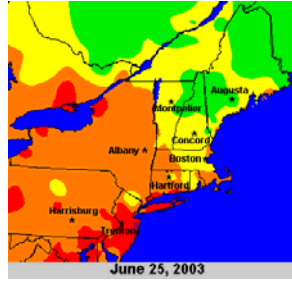 Augusta
Montpelier
Concord
Albany
Boston
Hartford
Harrisburg
Trenton
June 25, 2003